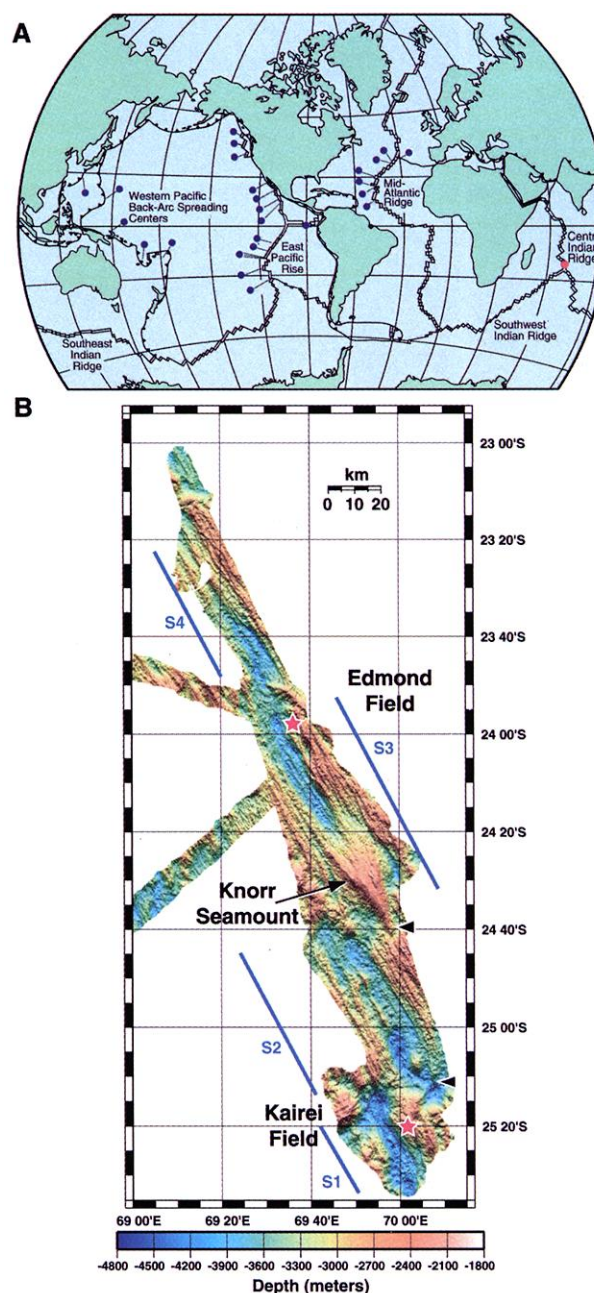 A
Western Pacific
Back-Arc Spreading
Centers
Mid-
Atlantic
Ridge
East
Pacific
Rise
Central
Indian
Ridge
Southeast
Indian Ridge
Southwest
Indian Ridge
B
23 00'S
km
0 10 20
23 20'S
S4
23 40'S
Edmond
Field
24 00'S
S3
24 20'S
Knorr
Seamount
24 40'S
25 00'S
S2
Kairei
Field
25 20'S
S1
69 00'E 69 20'E 69 40'E 70 00'E
-4800 -4500 -4200 -3900 -3600 -3300 -3000 -2700 -2400 -2100 -1800
Depth (meters)